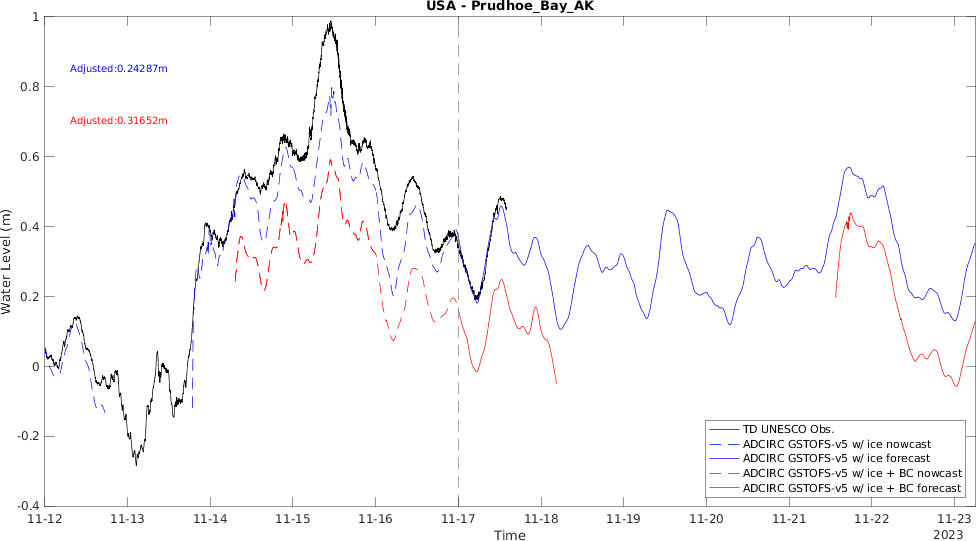 USA - Prudhoe_Bay_AK
Adjusted:0.24287m
Adjusted:0.31652m
Water Level (m)
1
0.8
0.6
0.4
0.2
0
-0.2
-0.4
TD UNESCO Obs.
ADCIRC GSTOFS-v5 w/ ice nowcast
ADCIRC GSTOFS-v5 w/ ice forecast
ADCIRC GSTOFS-v5 w/ ice + BC nowcast
ADCIRC GSTOFS-v5 w/ ice + BC forecast
11-12 11-13 11-14 11-15 11-16 11-17 11-18 11-19 11-20 11-21 11-22 11-23
Time
2023